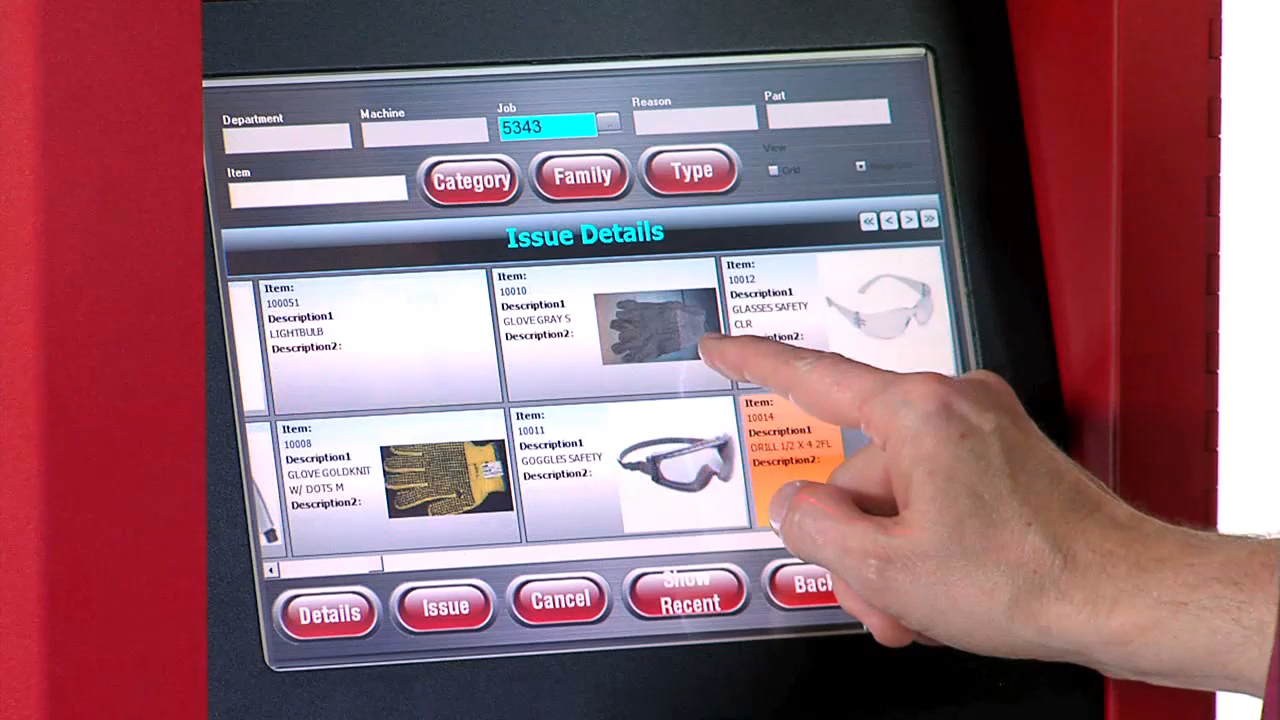 Department
Machine
Job
Reason
Part
5343
View
Grid
Item
Category
Family
Type
Issue Details
« < > »
Item:
100051
Description1
LIGHTBULB
Description2:
Item:
10010
Description1
GLOVE GRAY S
Description2:
Item:
10012
Description1
GLASSES SAFETY
CLR
Description2:
Item:
10008
Description1
GLOVE GOLDKNIT
W/ DOTS M
Description2:
Item:
10011
Description1
GOGGLES SAFETY
Description2:
Item:
10014
Description1
DRILL 1/2 X 4 2FL
Description2:
Details
Issue
Cancel
Show
Recent
Back